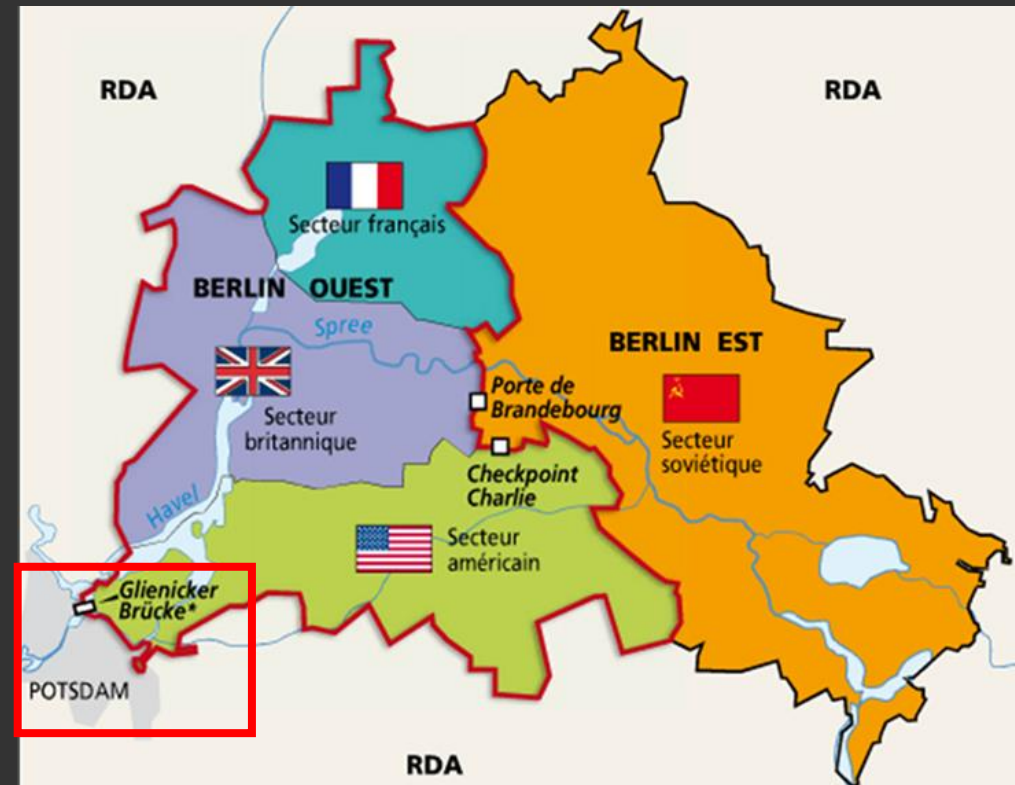 RDA
RDA
Secteur français
BERLIN OUEST
Spree
BERLIN EST
Porte de
Brandebourg
Secteur
britannique
Secteur
soviétique
Checkpoint
Charlie
Havel
Secteur
américain
Glienicker
Brücke*
POTSDAM
RDA